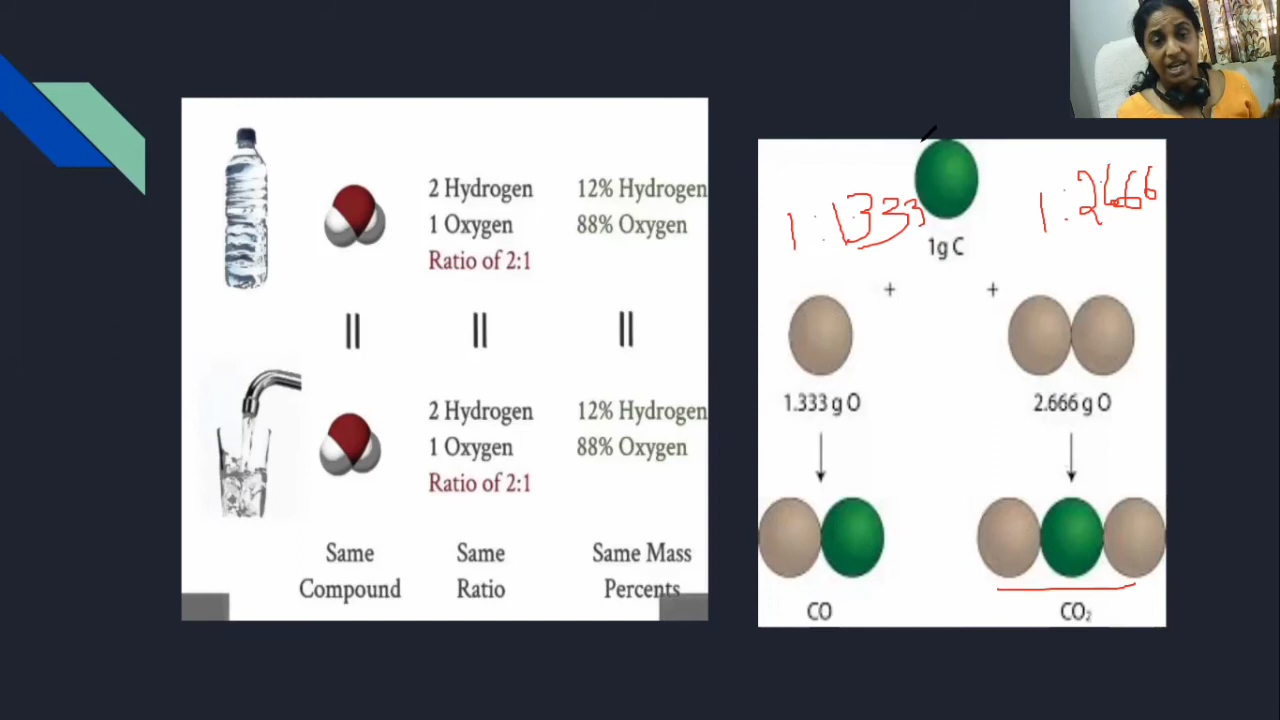 2 Hydrogen
12% Hydrogen
1 Oxygen
88% Oxygen
Ratio of 2:1
||
||
||
2 Hydrogen
12% Hydrogen
1 Oxygen
88% Oxygen
Ratio of 2:1
Same Compound
Same Ratio
Same Mass Percents
1:1.333
1:2.666
1g C
+
+
1.333 g O
2.666 g O
CO
CO₂